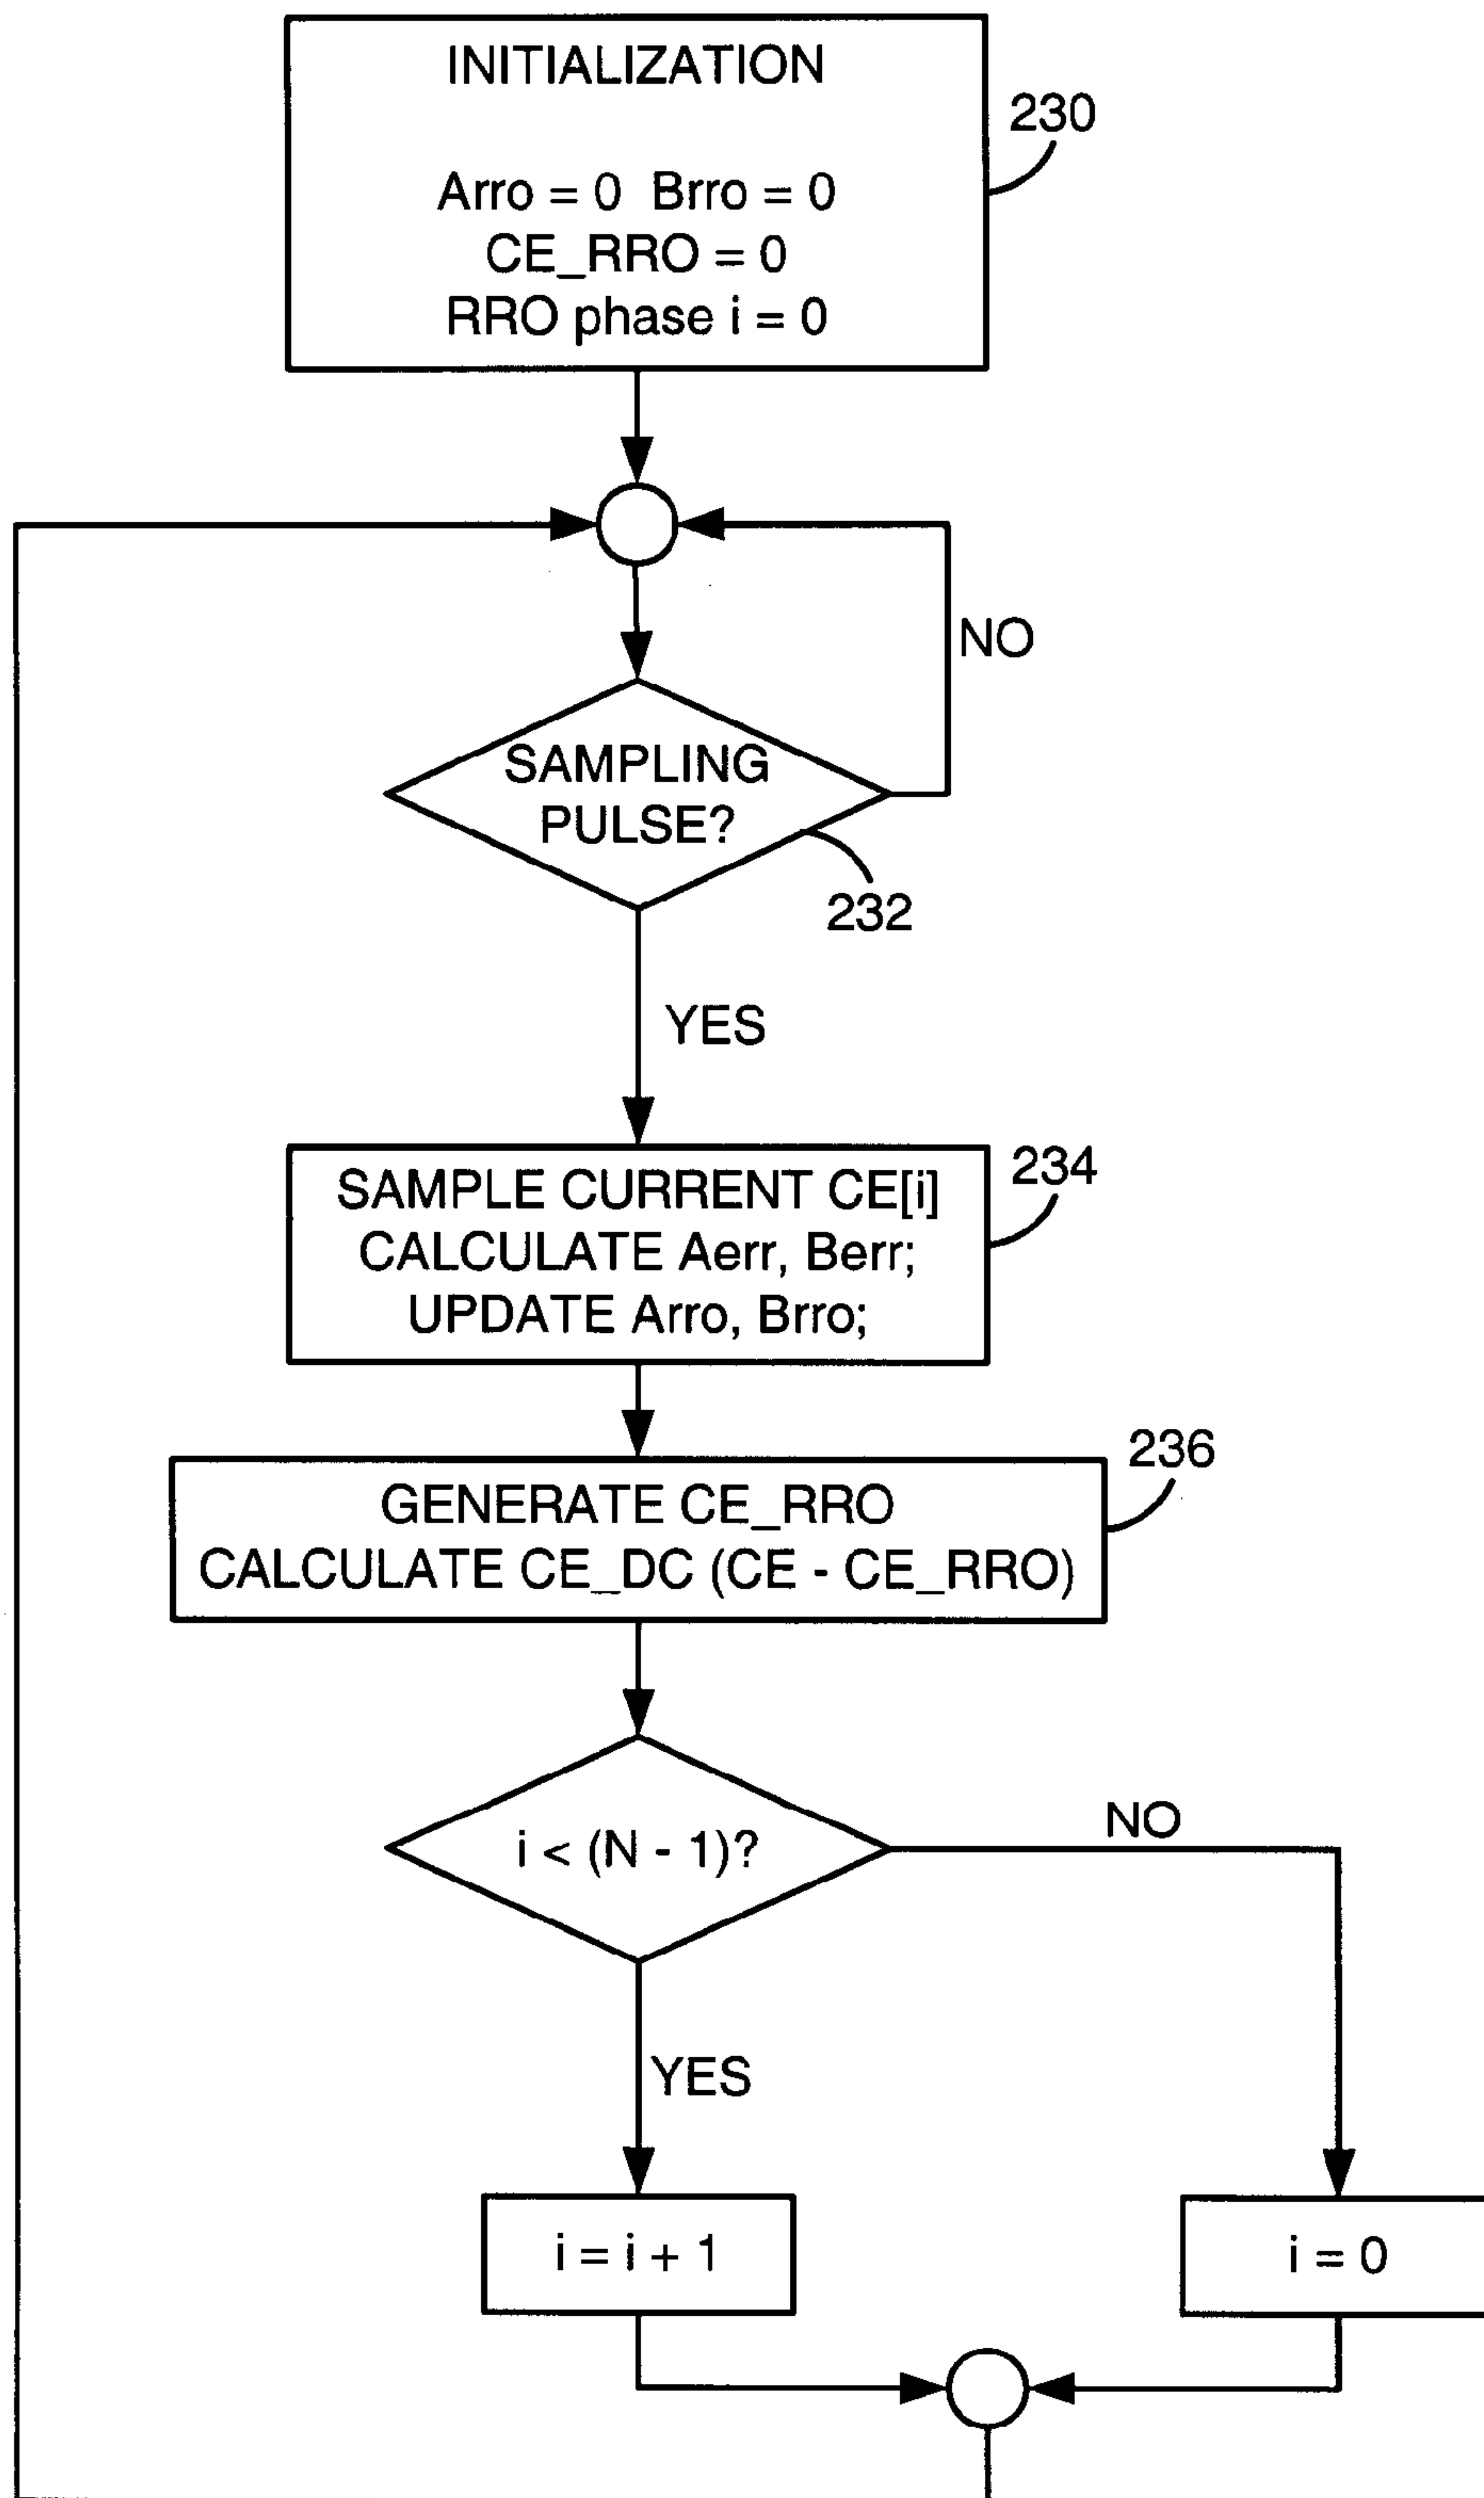 INITIALIZATION
230
Arro = 0 Brro = 0
CE_RRO = 0
RRO phase i = 0
NO
SAMPLING
PULSE?
232
YES
234
SAMPLE CURRENT CE[i]
CALCULATE Aerr, Berr;
UPDATE Arro, Brro;
236
GENERATE CE_RRO
CALCULATE CE_DC (CE - CE_RRO)
NO
i < (N - 1)?
YES
i = i + 1
i = 0